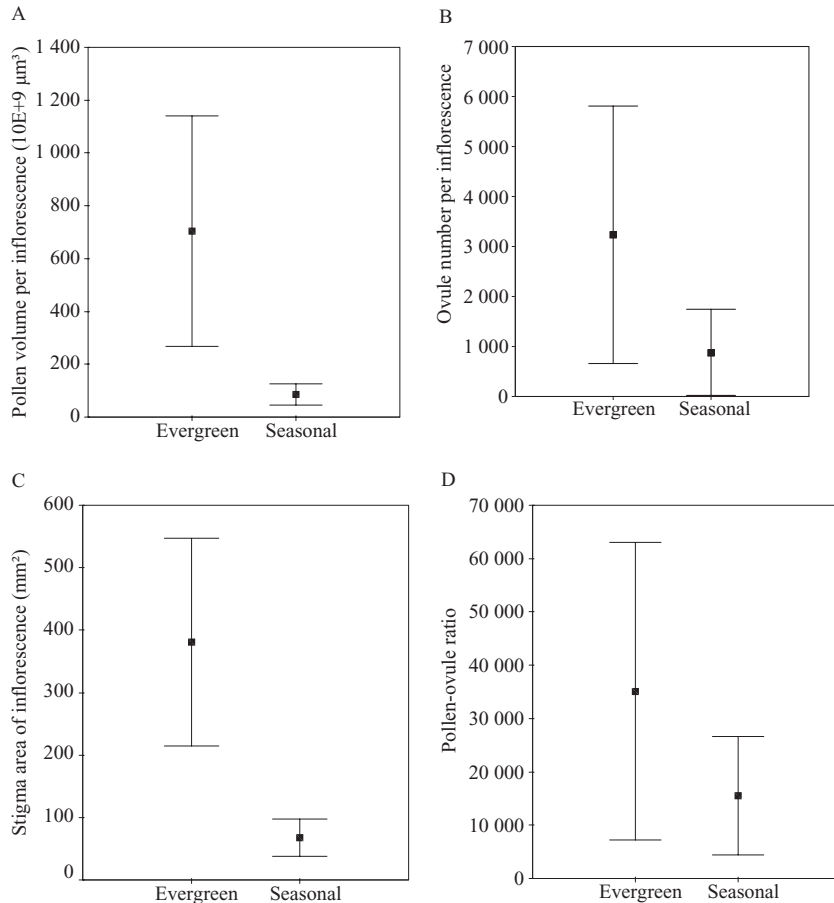 A
Pollen volume per inflorescence (10E+9 µm³)
1 400
1 200
1 000
800
600
400
200
0
Evergreen Seasonal
B
Ovule number per inflorescence
7 000
6 000
5 000
4 000
3 000
2 000
1 000
0
Evergreen Seasonal
C
Stigma area of inflorescence (mm²)
600
500
400
300
200
100
0
Evergreen Seasonal
D
Pollen-ovule ratio
70 000
60 000
50 000
40 000
30 000
20 000
10 000
0
Evergreen Seasonal